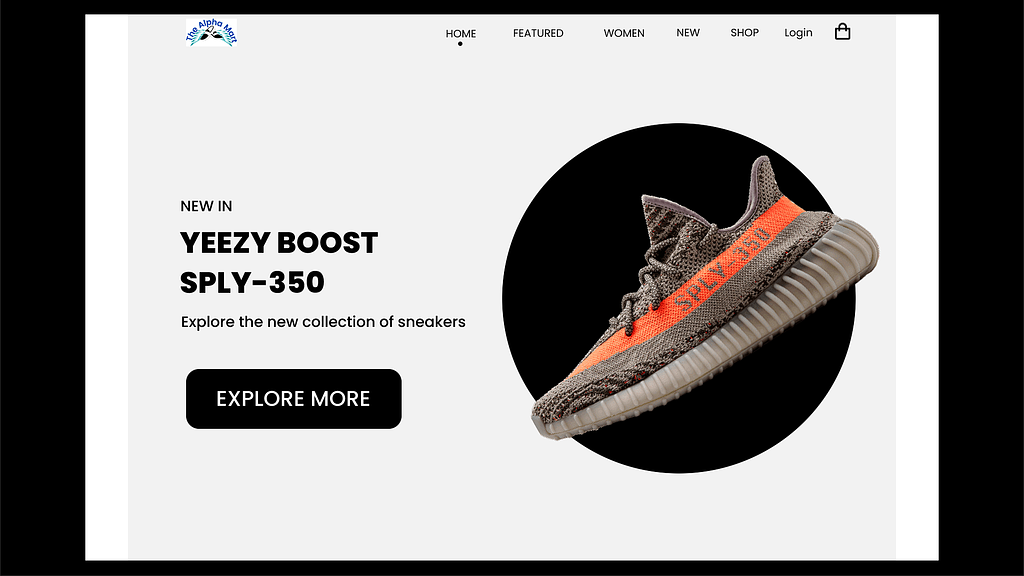 The Alpha Mart
HOME
FEATURED
WOMEN
NEW
SHOP
Login
NEW IN
YEEZY BOOST
SPLY-350
Explore the new collection of sneakers
EXPLORE MORE
SPLY-350